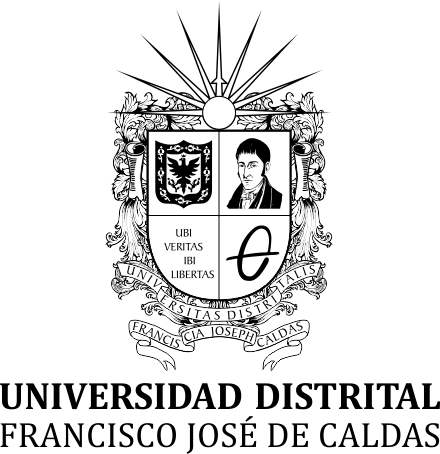 UBI
VERITAS
IBI
LIBERTAS
UNIVERSITAS DISTRITALIS
FRANCISCIA JOSEPH CALDAS
UNIVERSIDAD DISTRITAL
FRANCISCO JOSÉ DE CALDAS